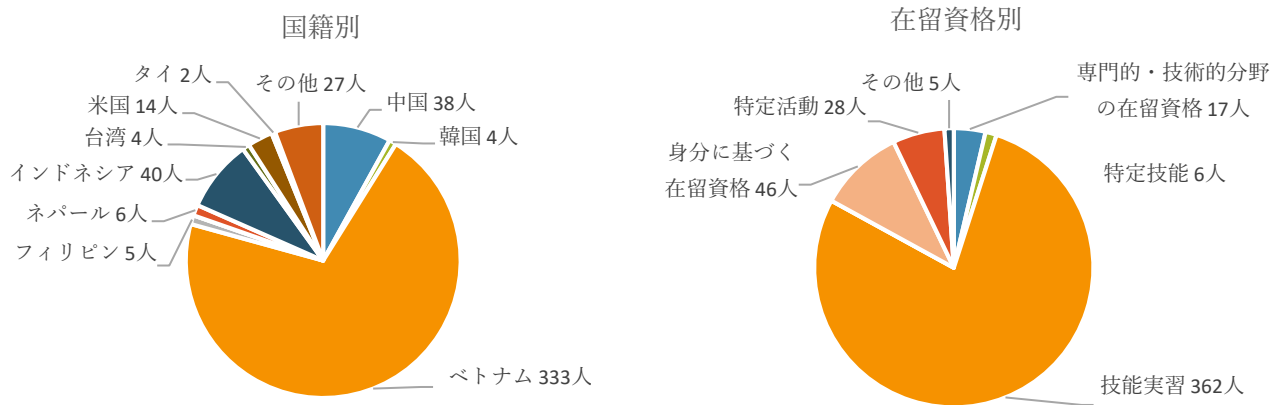 国籍別
タイ 2人
その他 27人
米国 14人
中国 38人
台湾 4人
韓国 4人
インドネシア 40人
ネパール 6人
フィリピン 5人
ベトナム 333人
在留資格別
その他 5人
専門的・技術的分野
の在留資格 17人
特定活動 28人
身分に基づく
在留資格 46人
特定技能 6人
技能実習 362人